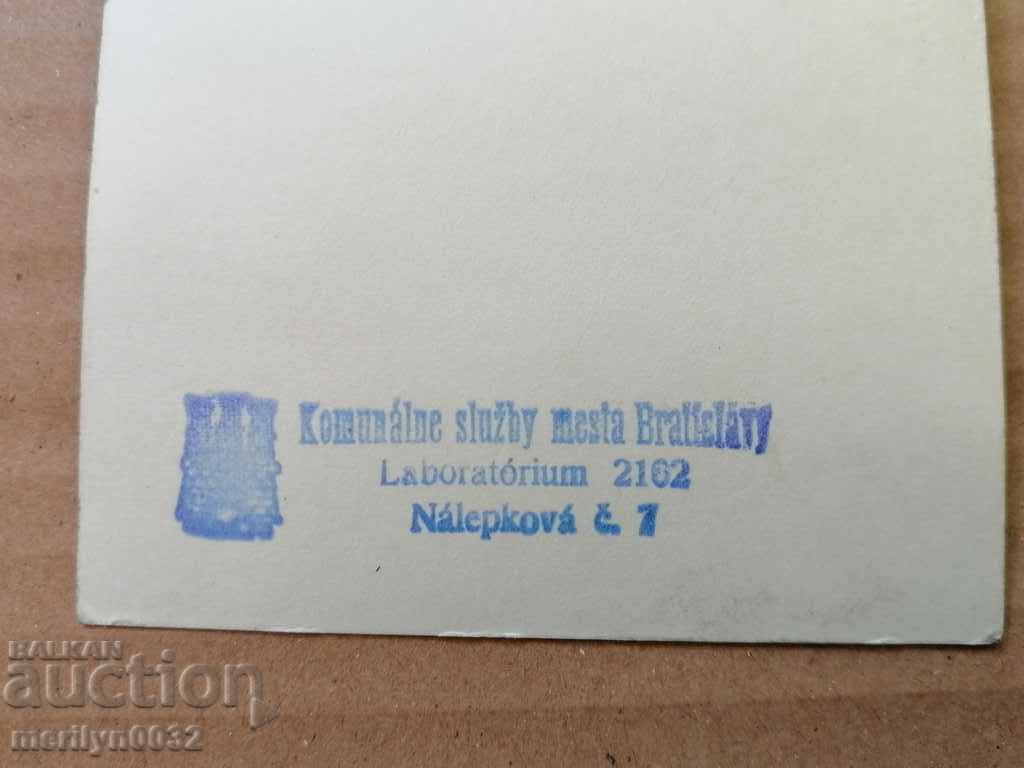 Komunálne služby mesta Bratislavy
Laboratórium 2162
Nálepková č. 7
BALKAN
auction
merilyn0032